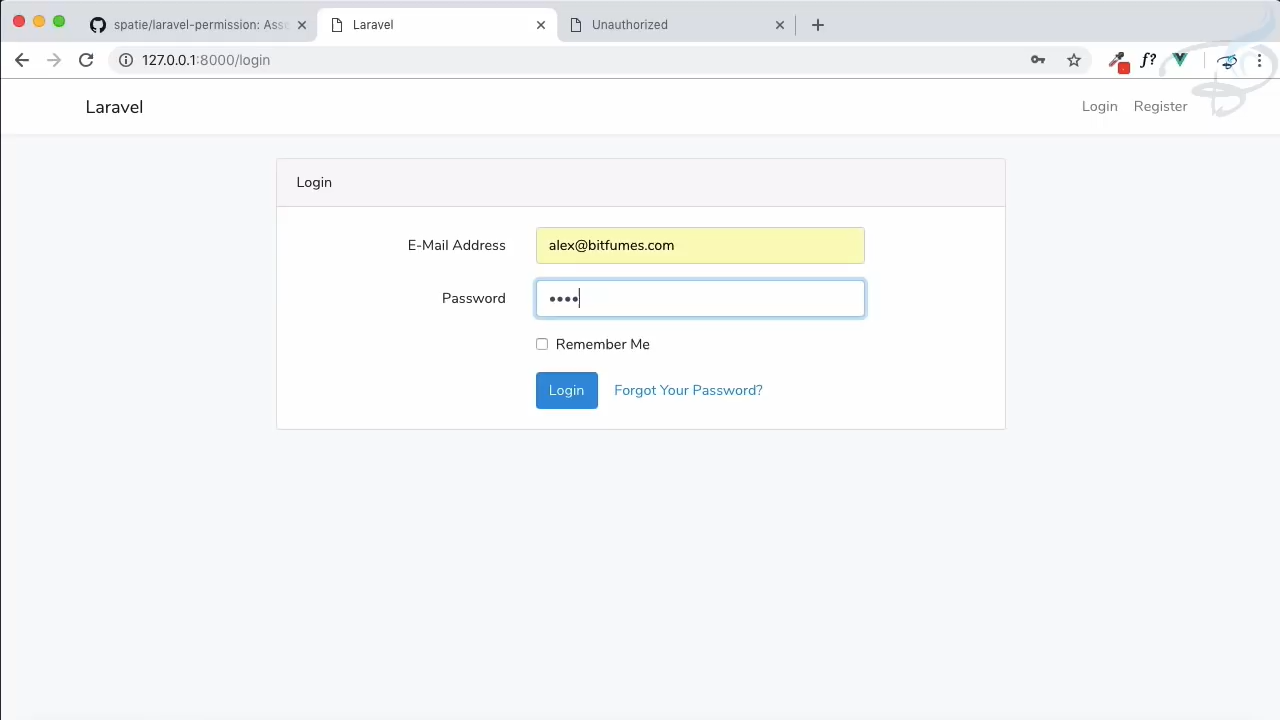 spatie/laravel-permission: Asso
Laravel
Unauthorized
127.0.0.1:8000/login
f?
Laravel
Login
Register
Login
E-Mail Address
alex@bitfumes.com
Password
••••
Remember Me
Login
Forgot Your Password?